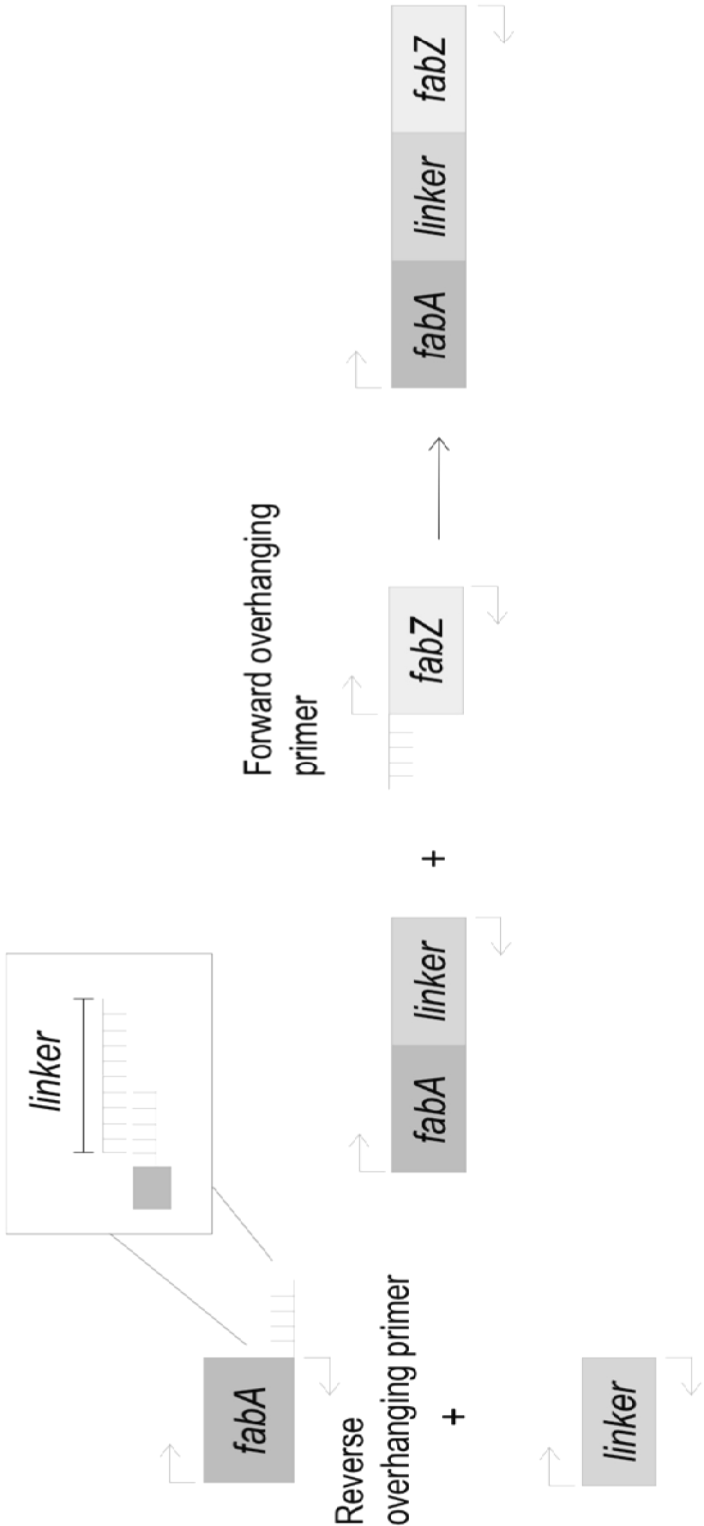 linker
fabA
Reverse
overhanging primer
+
linker
fabA
linker
+
Forward overhanging
primer
fabZ
fabA
linker
fabZ